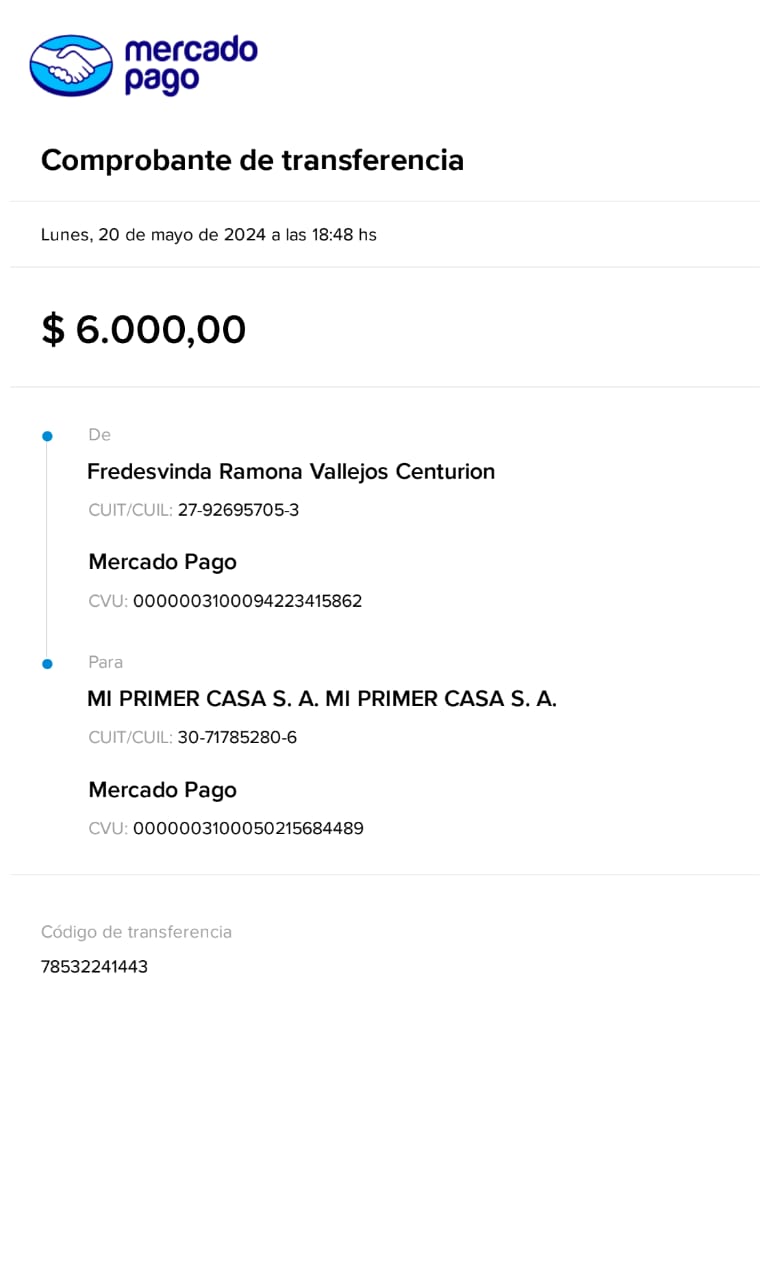 mercado
pago
Comprobante de transferencia
Lunes, 20 de mayo de 2024 a las 18:48 hs
$ 6.000,00
De
Fredesvinda Ramona Vallejos Centurion
CUIT/CUIL: 27-92695705-3
Mercado Pago
CVU: 0000003100094223415862
Para
MI PRIMER CASA S. A. MI PRIMER CASA S. A.
CUIT/CUIL: 30-71785280-6
Mercado Pago
CVU: 0000003100050215684489
Código de transferencia
78532241443